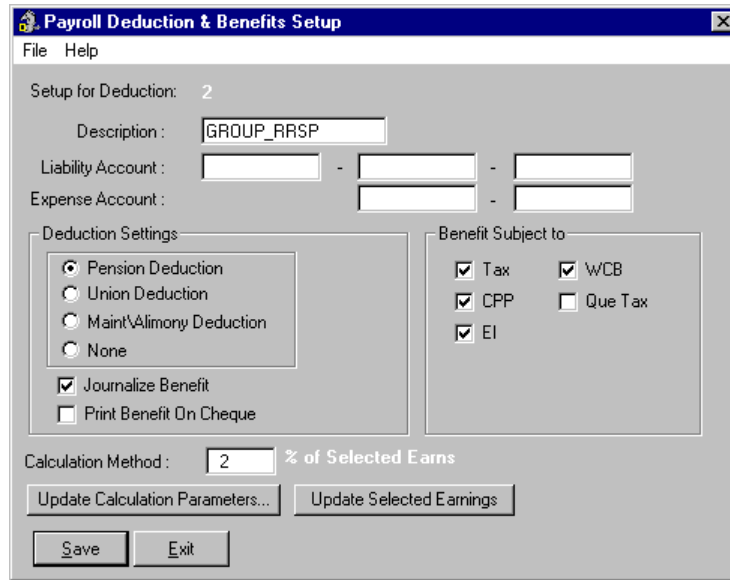 Payroll Deduction & Benefits Setup
File Help
Setup for Deduction: 2
Description : GROUP_RRSP
Liability Account : - -
Expense Account : -
Deduction Settings
Pension Deduction
Union Deduction
Maint\Alimony Deduction
None
Journalize Benefit
Print Benefit On Cheque
Benefit Subject to
Tax WCB
CPP Que Tax
EI
Calculation Method : 2 % of Selected Earns
Update Calculation Parameters... Update Selected Earnings
Save Exit